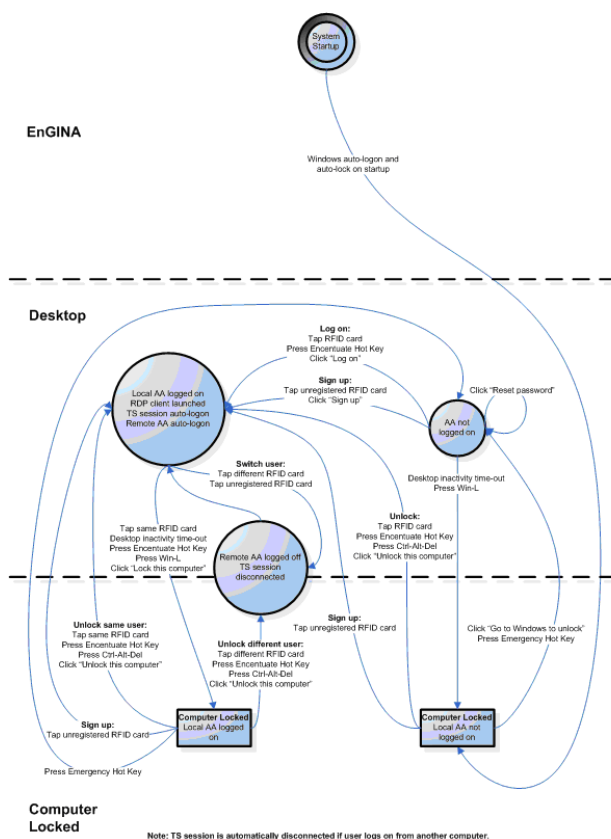 System
Startup
EnGINA
Windows auto-logon and
auto-lock on startup
Desktop
Log on:
Tap RFID card
Press Encentuate Hot Key
Click "Log on"
Sign up:
Tap unregistered RFID card
Click "Sign up"
Click "Reset password"
Local AA logged on
RDP client launched
TS session auto-logon
Remote AA auto-logon
AA not
logged on
Switch user:
Tap different RFID card
Tap unregistered RFID card
Desktop inactivity time-out
Press Win-L
Tap same RFID card
Desktop inactivity time-out
Press Encentuate Hot Key
Press Win-L
Click "Lock this computer"
Unlock:
Tap RFID card
Press Encentuate Hot Key
Press Ctrl-Alt-Del
Click "Unlock this computer"
Remote AA logged off
TS session
disconnected
Unlock same user:
Tap same RFID card
Press Encentuate Hot Key
Press Ctrl-Alt-Del
Click "Unlock this computer"
Unlock different user:
Tap different RFID card
Press Encentuate Hot Key
Press Ctrl-Alt-Del
Click "Unlock this computer"
Sign up:
Tap unregistered RFID card
Click "Go to Windows to unlock"
Press Emergency Hot Key
Sign up:
Tap unregistered RFID card
Computer Locked
Local AA logged
on
Computer Locked
Local AA not
logged on
Press Emergency Hot Key
Computer
Locked
Note: TS session is automatically disconnected if user logs on from another computer.